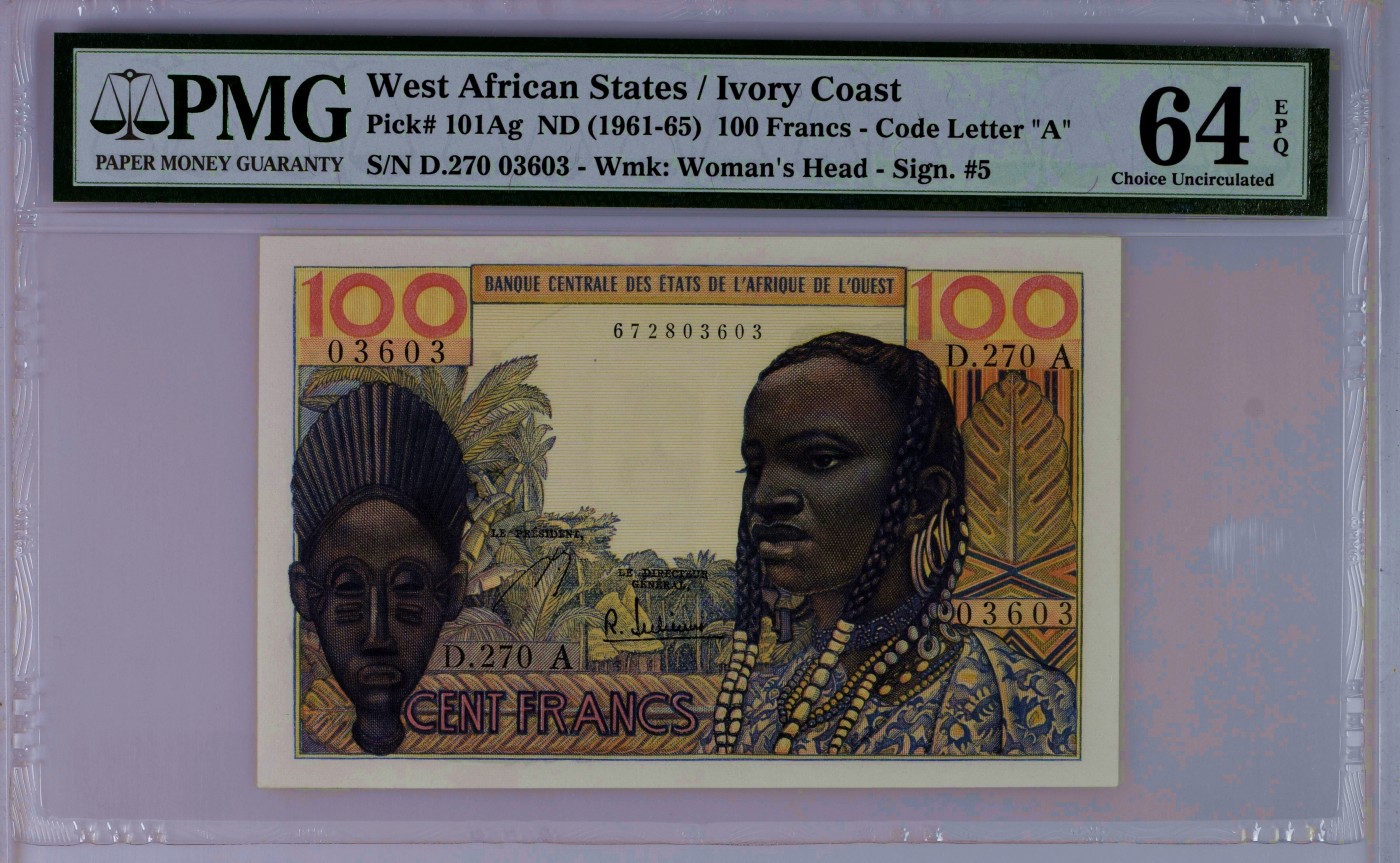 PMG
PAPER MONEY GUARANTY
West African States / Ivory Coast
Pick# 101Ag ND (1961-65) 100 Francs - Code Letter "A"
S/N D.270 03603 - Wmk: Woman's Head - Sign. #5
64
EPQ
Choice Uncirculated
100
BANQUE CENTRALE DES ÉTATS DE L'AFRIQUE DE L'OUEST
100
03603
672803603
D.270 A
LE PRÉSIDENT,
LE DIRECTEUR
GÉNÉRAL,
03603
D.270 A
CENT FRANCS